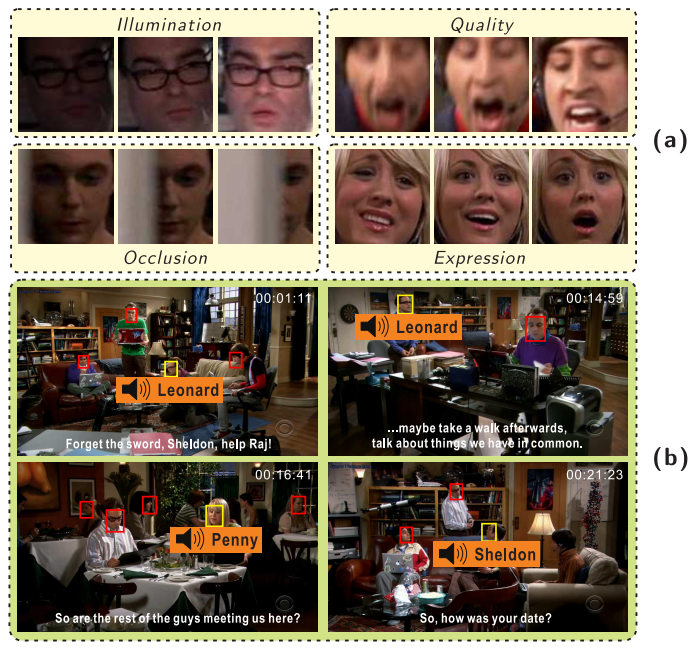 Illumination
Quality
(a)
Occlusion
Expression
00:01:11
Leonard
Forget the sword, Sheldon, help Raj!
00:14:59
Leonard
...maybe take a walk afterwards,
talk about things we have in common.
(b)
00:16:41
Penny
So are the rest of the guys meeting us here?
00:21:23
Sheldon
So, how was your date?